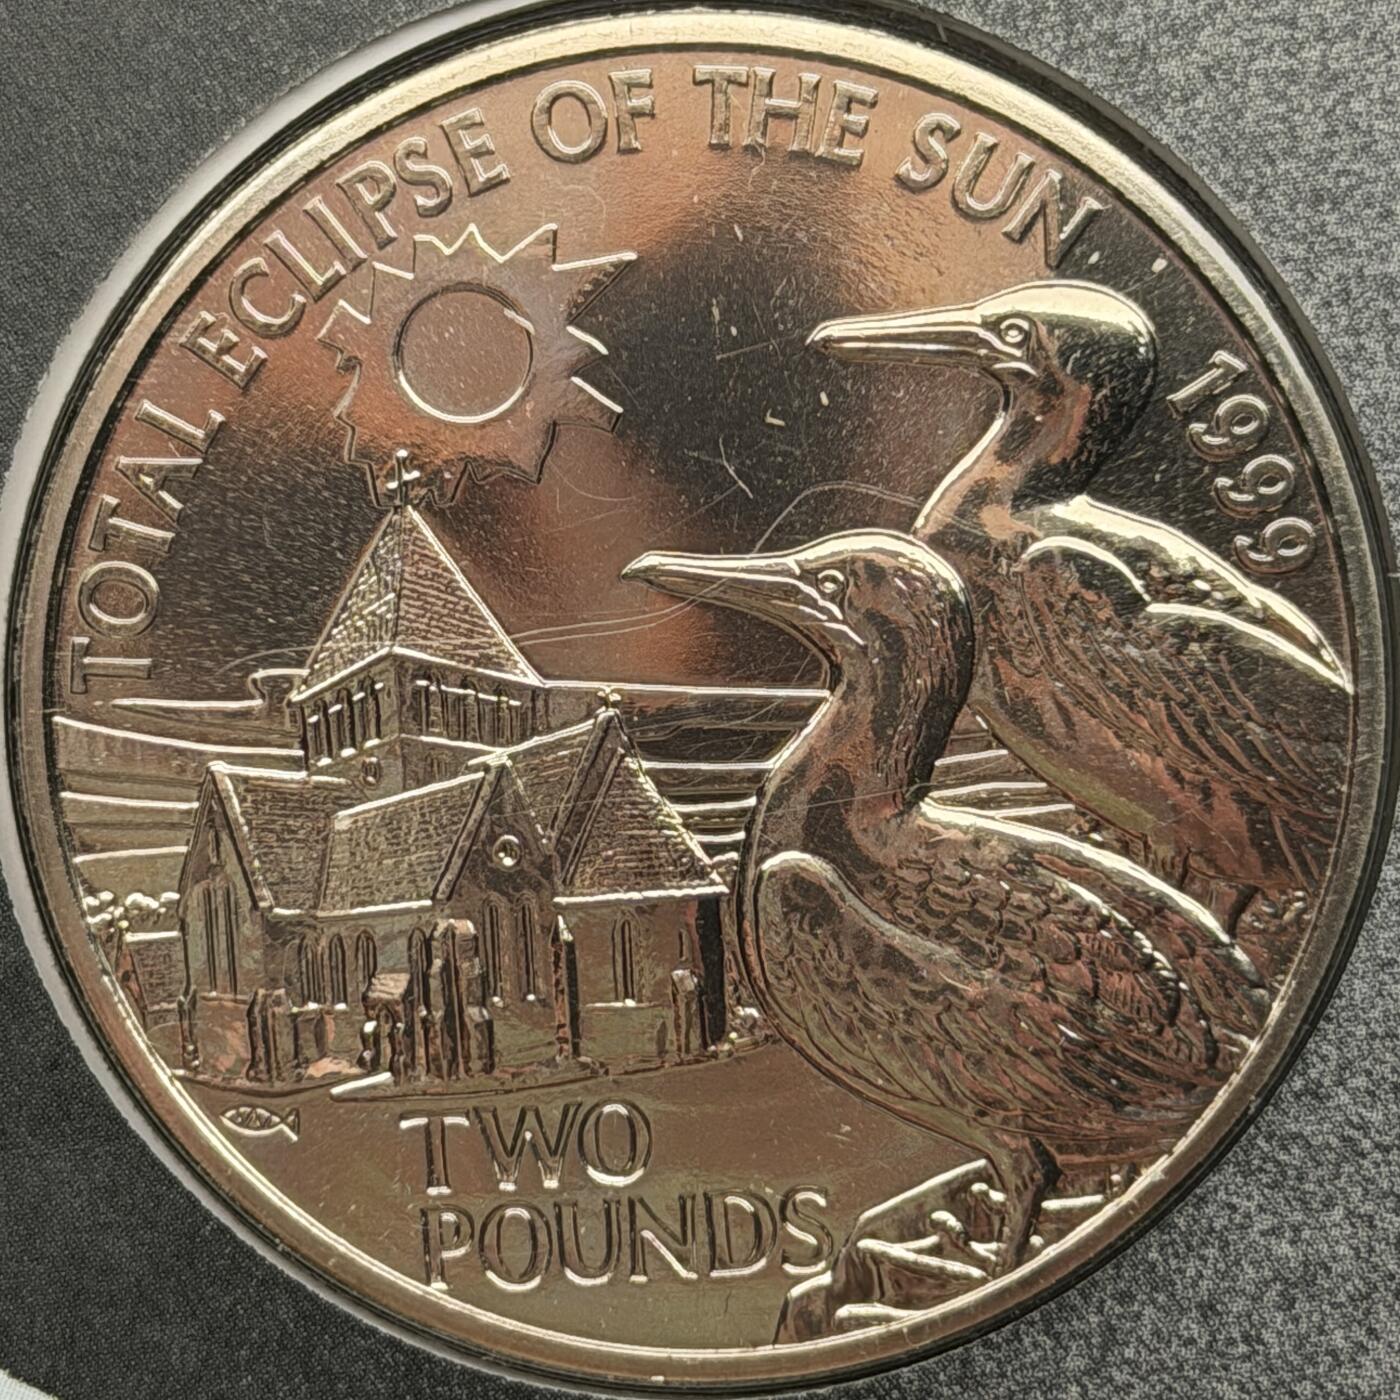 TOTAL ECLIPSE OF THE SUN 1999
TWO
POUNDS